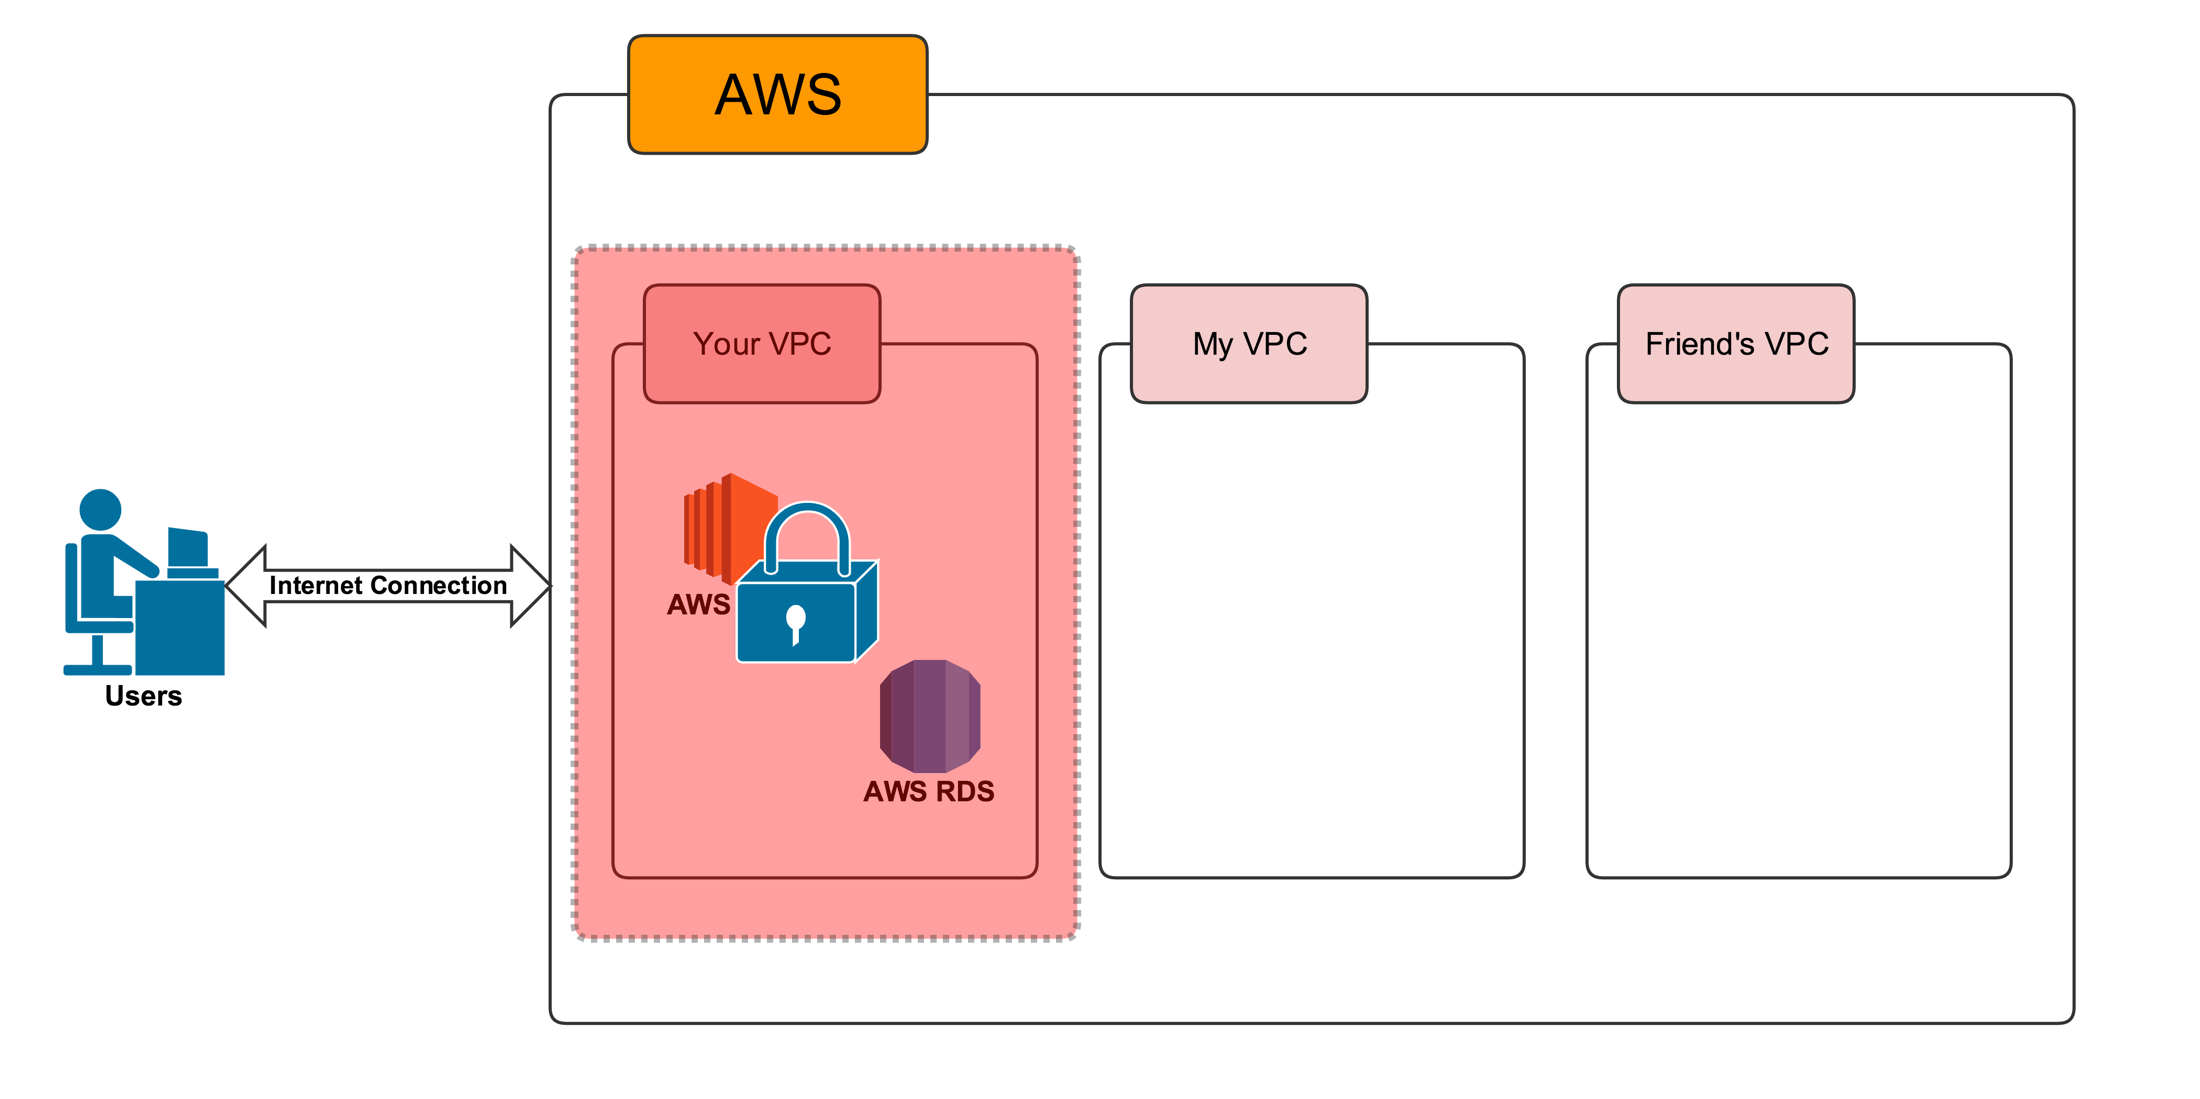 AWS
Your VPC
My VPC
Friend's VPC
AWS
Internet Connection
AWS RDS
Users